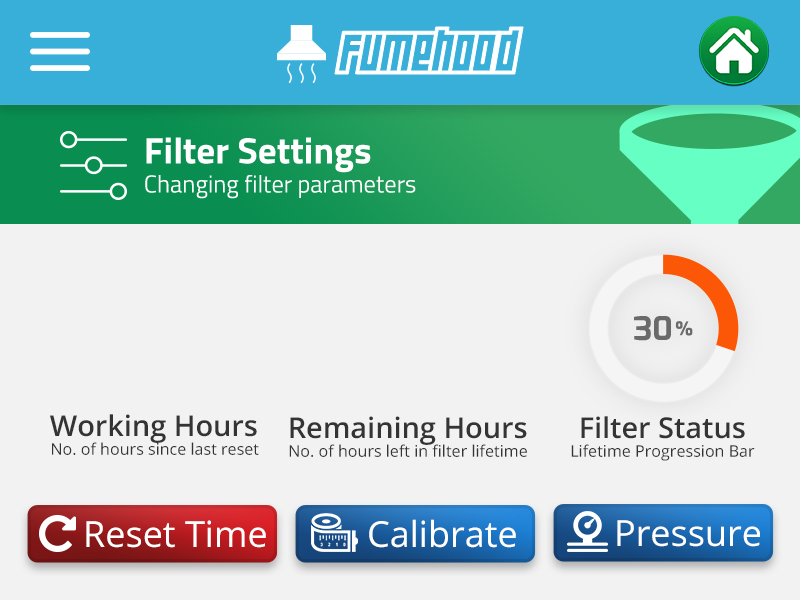 Fumehood
Filter Settings
Changing filter parameters
30%
Working Hours
No. of hours since last reset
Remaining Hours
No. of hours left in filter lifetime
Filter Status
Lifetime Progression Bar
Reset Time
Calibrate
Pressure